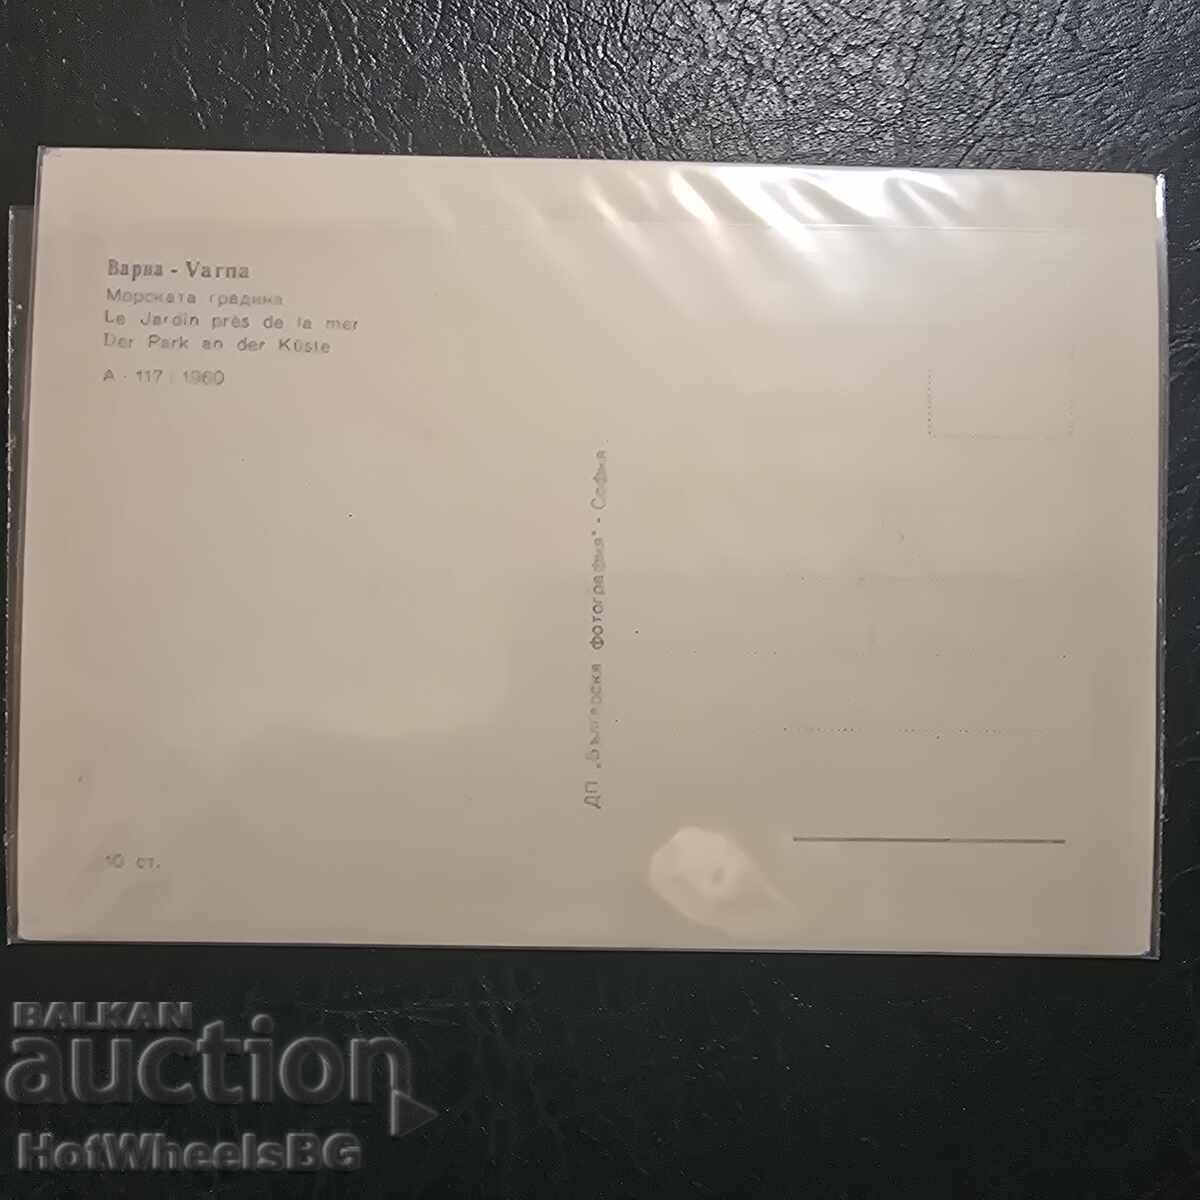 Варна - Varna
Морската градина
Le Jardin près de la mer
Der Park an der Küste
A - 117 / 1960
ДП „Българска фотография" - София
10 ст.
BALKAN
auction
HotWheelsBG